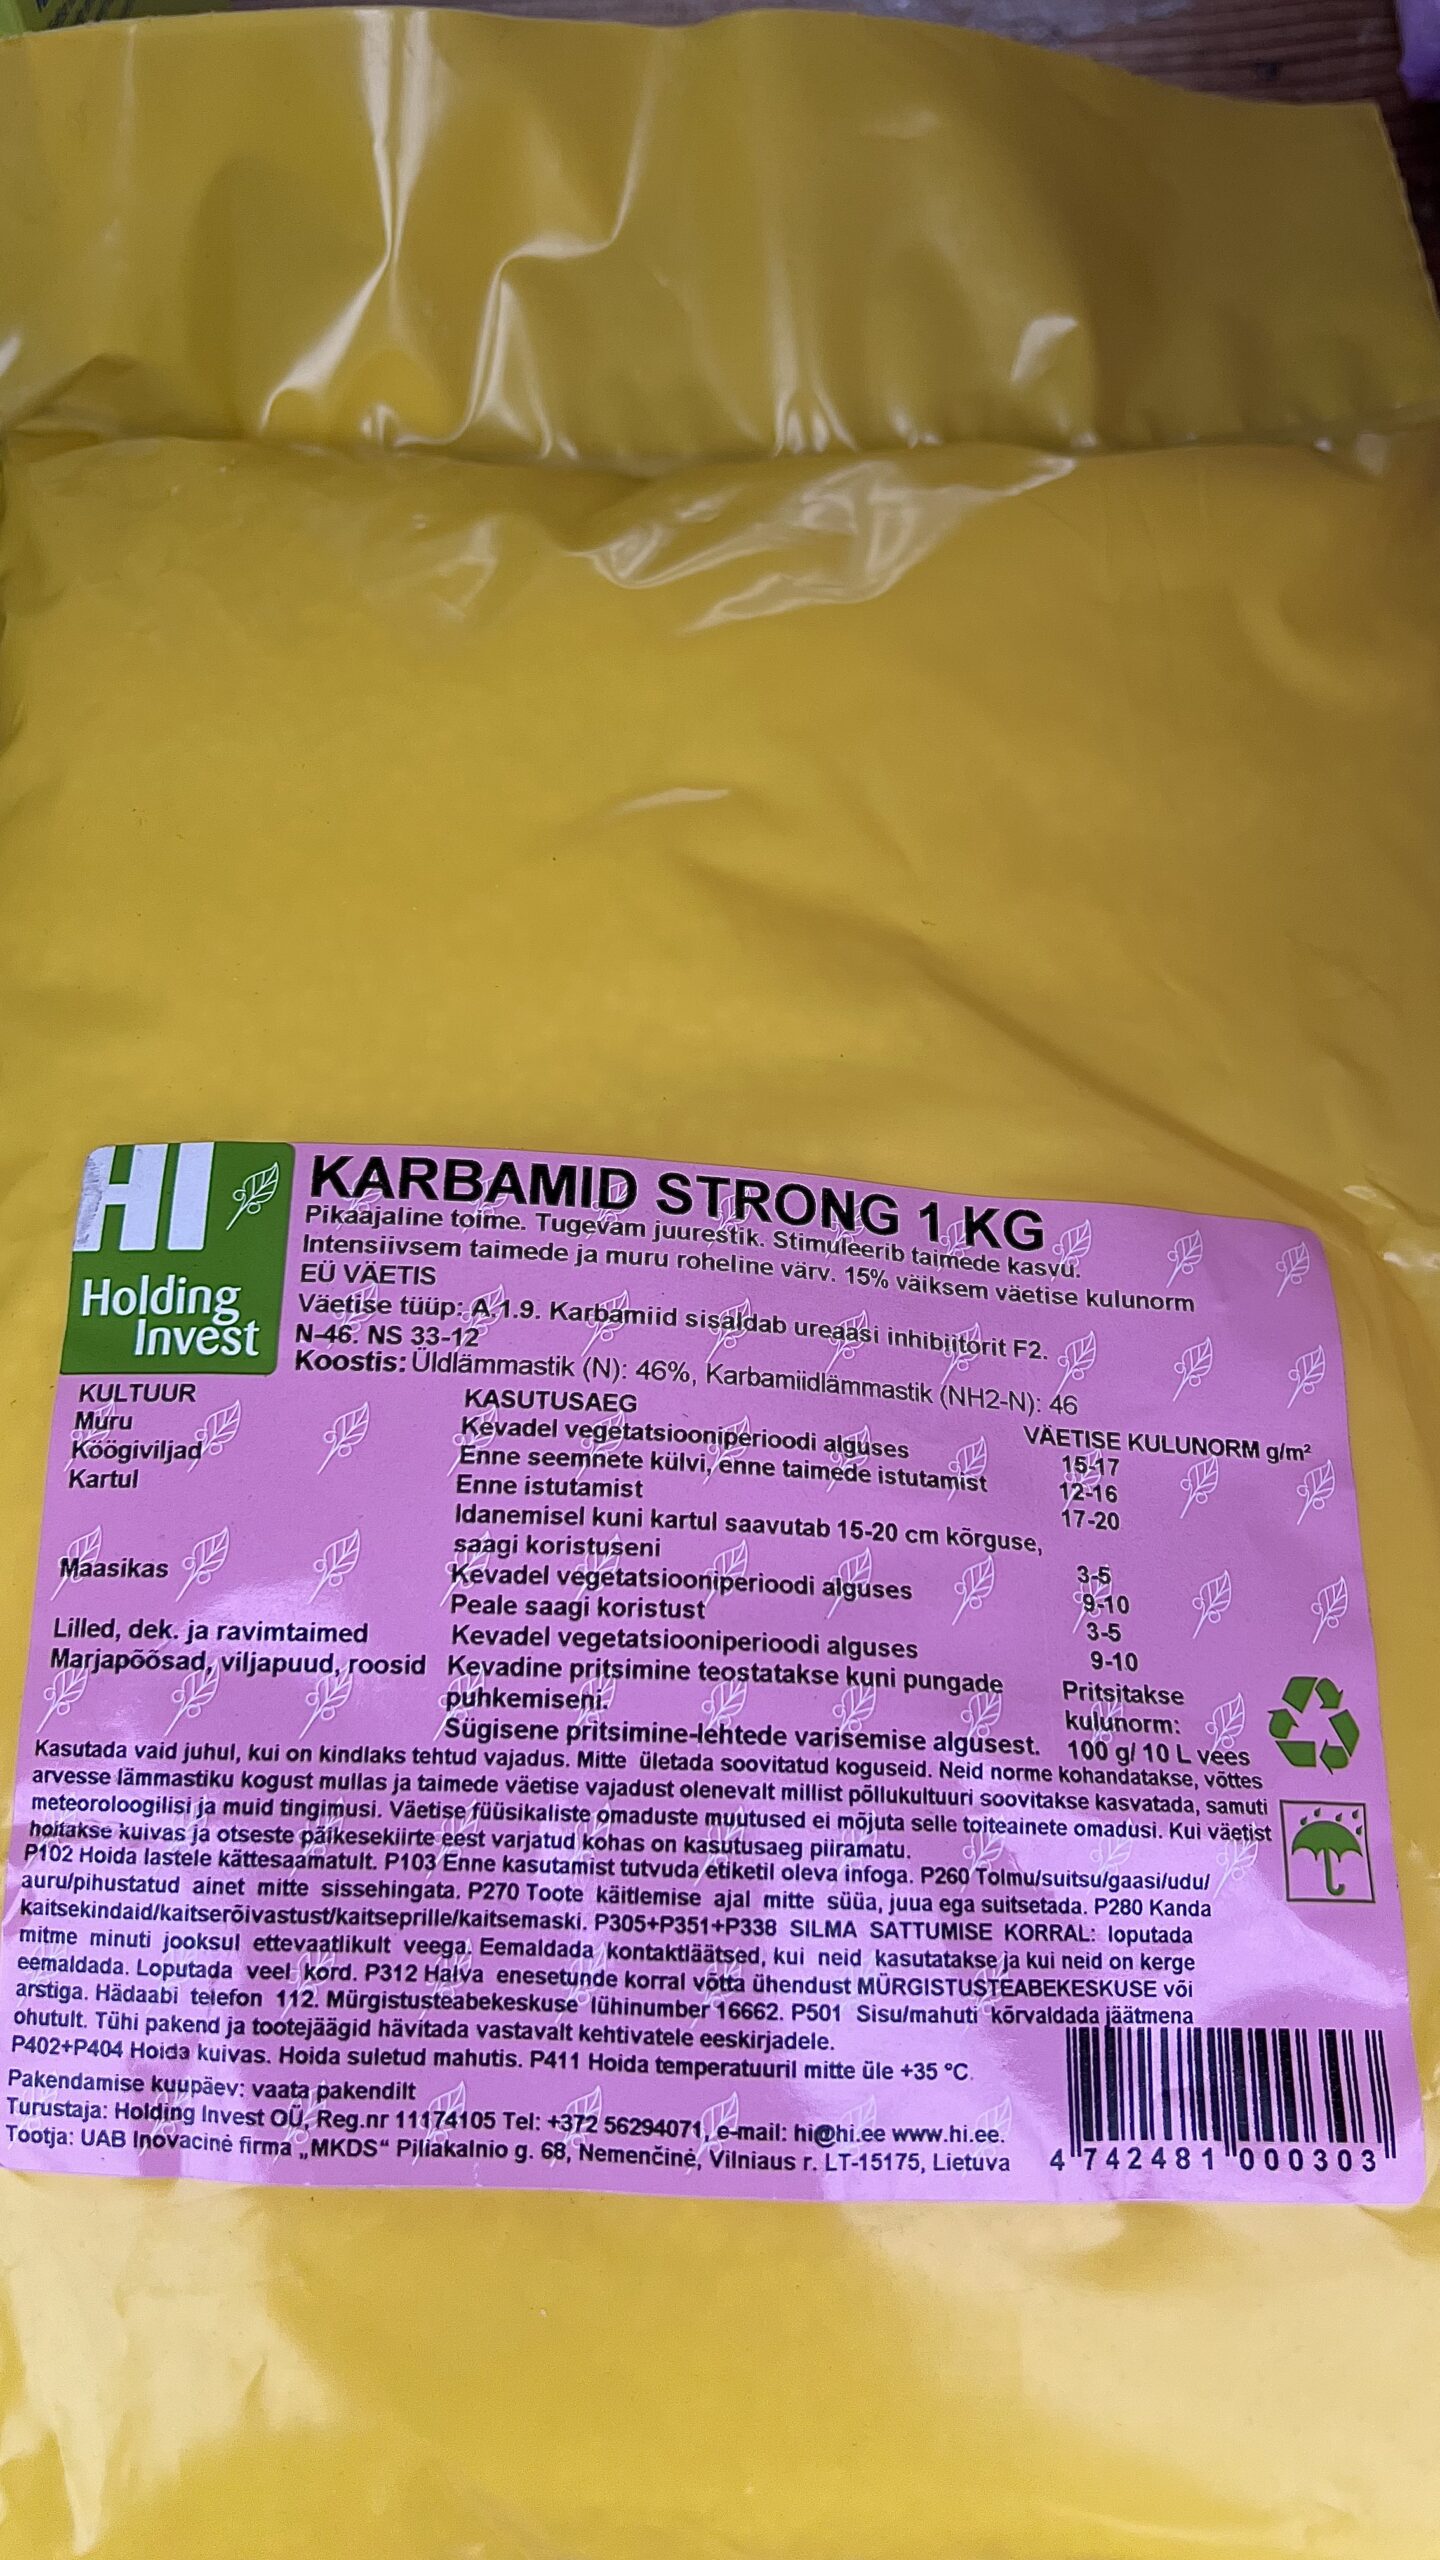 HI
Holding
Invest
KARBAMID STRONG 1 KG
Pikaajaline toime. Tugevam juurestik. Stimuleerib taimede kasvu.
Intensiivsem taimede ja muru roheline värv. 15% väiksem väetise kulunorm
EÜ VÄETIS
Väetise tüüp: A.1.9. Karbamiid sisaldab ureaasi inhibiitorit F2.
N-46. NS 33-12
Koostis: Üldlämmastik (N): 46%, Karbamiidlämmastik (NH2-N): 46
KULTUUR KASUTUSAEG VÄETISE KULUNORM g/m²
Muru Kevadel vegetatsiooniperioodi alguses 15-17
Köögiviljad Enne seemnete külvi, enne taimede istutamist 12-16
Kartul Enne istutamist 17-20
Idanemisel kuni kartul saavutab 15-20 cm kõrguse,
saagi koristuseni 3-5
Maasikas Kevadel vegetatsiooniperioodi alguses 9-10
Peale saagi koristust 3-5
Lilled, dek. ja ravimtaimed Kevadel vegetatsiooniperioodi alguses 9-10
Marjapõõsad, viljapuud, roosid Kevadine pritsimine teostatakse kuni pungade Pritsitakse
puhkemiseni. kulunorm:
Sügisene pritsimine-lehtede varisemise algusest. 100 g/ 10 L vees
Kasutada vaid juhul, kui on kindlaks tehtud vajadus. Mitte ületada soovitatud koguseid. Neid norme kohandatakse, võttes
arvesse lämmastiku kogust mullas ja taimede väetise vajadust olenevalt millist põllukultuuri soovitakse kasvatada, samuti
meteoroloogilisi ja muid tingimusi. Väetise füüsikaliste omaduste muutused ei mõjuta selle toiteainete omadusi. Kui väetist
hoitakse kuivas ja otseste päikesekiirte eest varjatud kohas on kasutusaeg piiramatu.
P102 Hoida lastele kättesaamatult. P103 Enne kasutamist tutvuda etiketil oleva infoga. P260 Tolmu/suitsu/gaasi/udu/
auru/pihustatud ainet mitte sissehingata. P270 Toote käitlemise ajal mitte süüa, juua ega suitsetada. P280 Kanda
kaitsekindaid/kaitserõivastust/kaitseprille/kaitsemaski. P305+P351+P338 SILMA SATTUMISE KORRAL: loputada
mitme minuti jooksul ettevaatlikult veega. Eemaldada kontaktläätsed, kui neid kasutatakse ja kui neid on kerge
eemaldada. Loputada veel kord. P312 Halva enesetunde korral võtta ühendust MÜRGISTUSTEABEKESKUSE või
arstiga. Hädaabi telefon 112. Mürgistusteabekeskuse lühinumber 16662. P501 Sisu/mahuti kõrvaldada jäätmena
ohutult. Tühi pakend ja tootejäägid hävitada vastavalt kehtivatele eeskirjadele.
P402+P404 Hoida kuivas. Hoida suletud mahutis. P411 Hoida temperatuuril mitte üle +35 °C.
Pakendamise kuupäev: vaata pakendilt
Turustaja: Holding Invest OÜ, Reg.nr 11174105 Tel: +372 56294071, e-mail: hi@hi.ee www.hi.ee.
Tootja: UAB Inovacinė firma „MKDS“ Piliakalnio g. 68, Nemenčinė, Vilniaus r. LT-15175, Lietuva
4 742481 000303